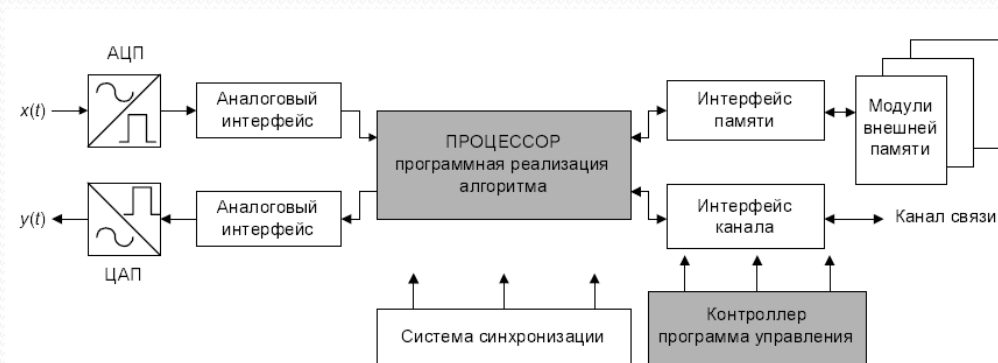 АЦП
x(t)
Аналоговый
интерфейс
ПРОЦЕССОР
программная реализация
алгоритма
Интерфейс
памяти
Модули
внешней
памяти
y(t)
Аналоговый
интерфейс
ЦАП
Интерфейс
канала
Канал связи
Система синхронизации
Контроллер
программа управления